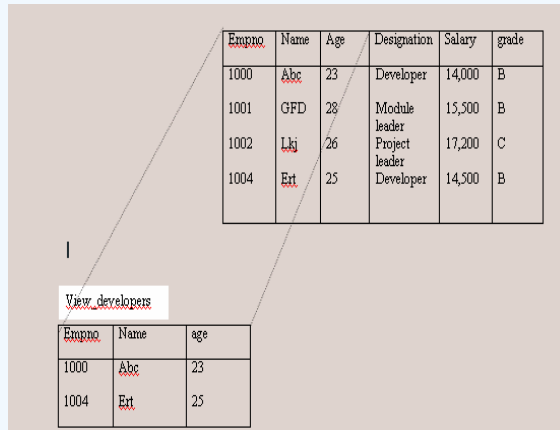 Empno Name Age Designation Salary grade
1000 Abc 23 Developer 14,000 B
1001 GFD 28 Module leader 15,500 B
1002 Lkj 26 Project leader 17,200 C
1004 Ert 25 Developer 14,500 B
View_developers
Empno Name age
1000 Abc 23
1004 Ert 25